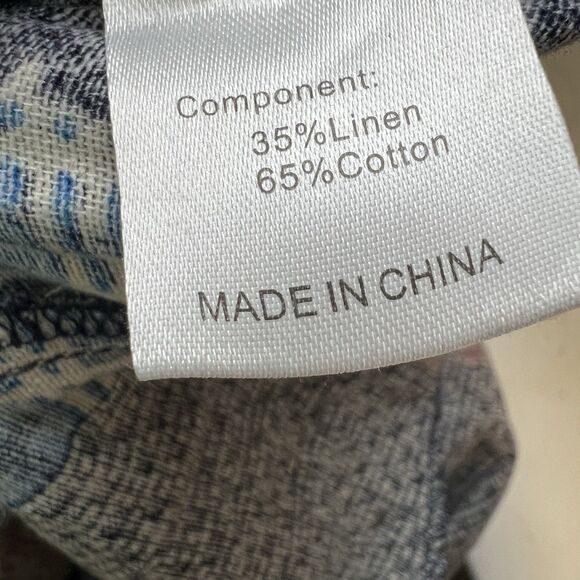 Component:
35%Linen
65%Cotton
MADE IN CHINA